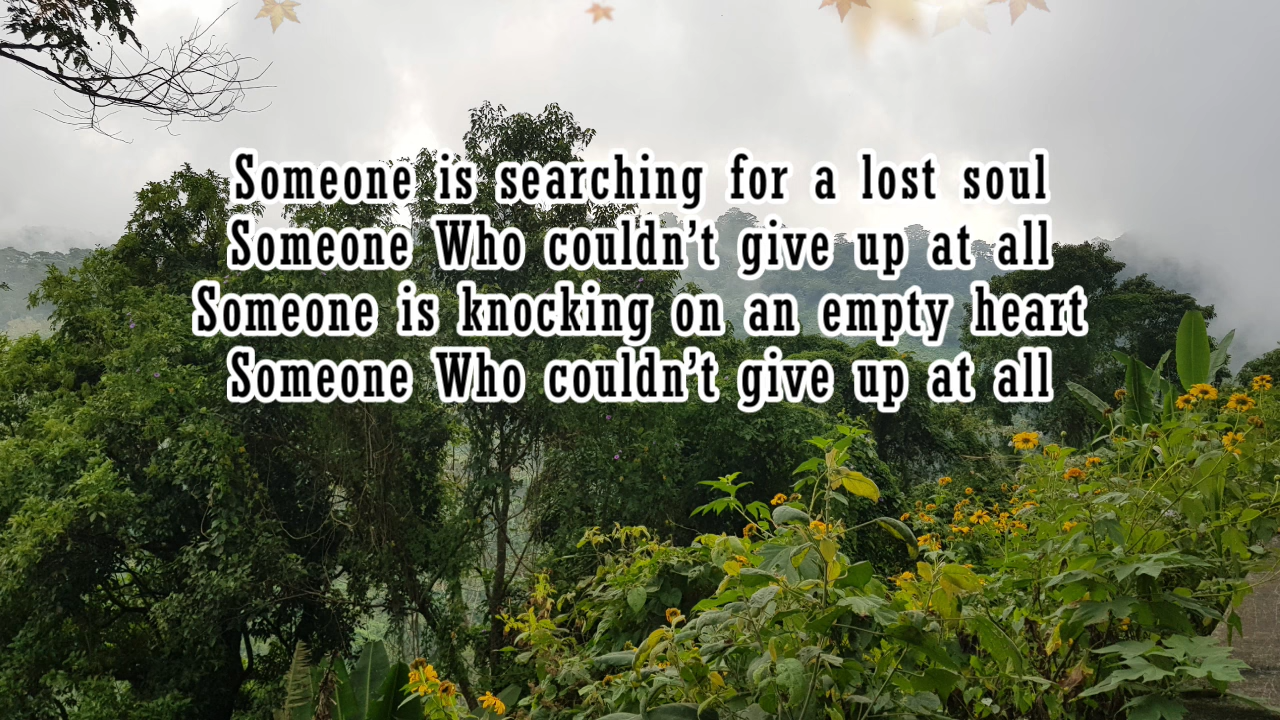 Someone is searching for a lost soul
Someone Who couldn’t give up at all
Someone is knocking on an empty heart
Someone Who couldn’t give up at all